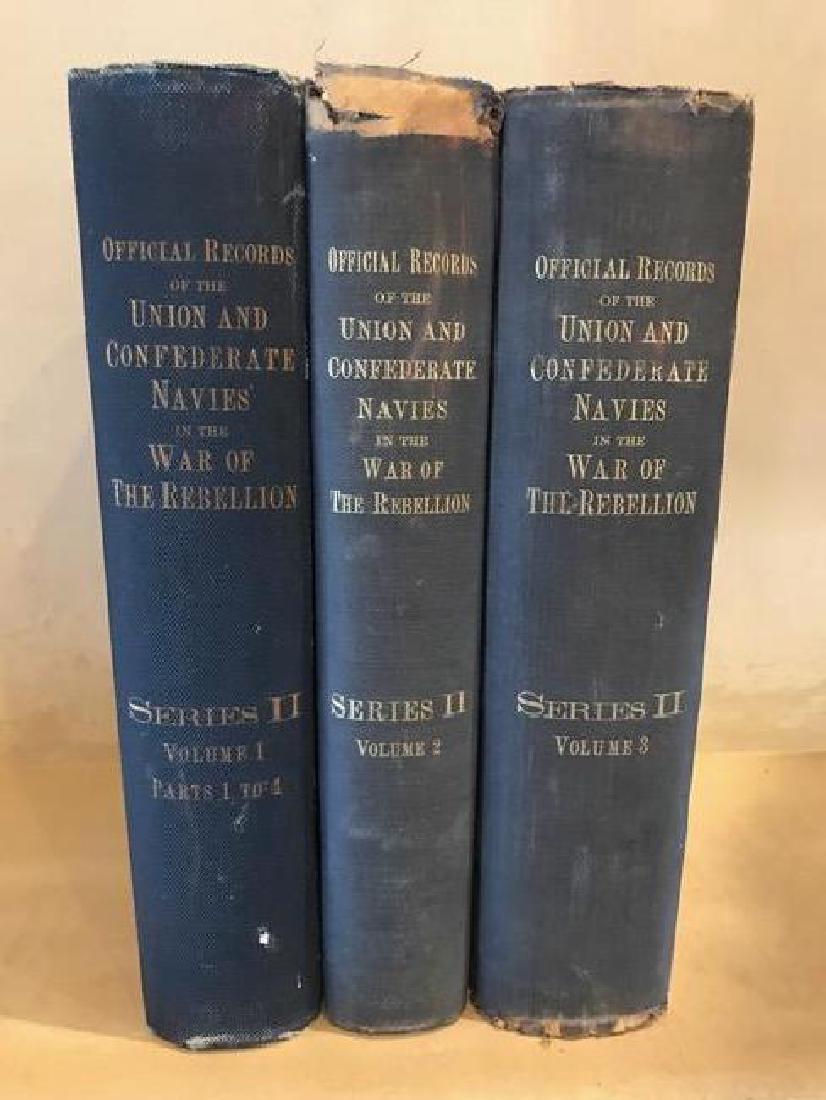 OFFICIAL RECORDS
OF THE
UNION AND
CONFEDERATE
NAVIES
IN THE
WAR OF
THE REBELLION
SERIES II
VOLUME 1
PARTS 1 TO 4
OFFICIAL RECORDS
OF THE
UNION AND
CONFEDERATE
NAVIES
IN THE
WAR OF
THE REBELLION
SERIES II
VOLUME 2
OFFICIAL RECORDS
OF THE
UNION AND
CONFEDERATE
NAVIES
IN THE
WAR OF
THE REBELLION
SERIES II
VOLUME 3